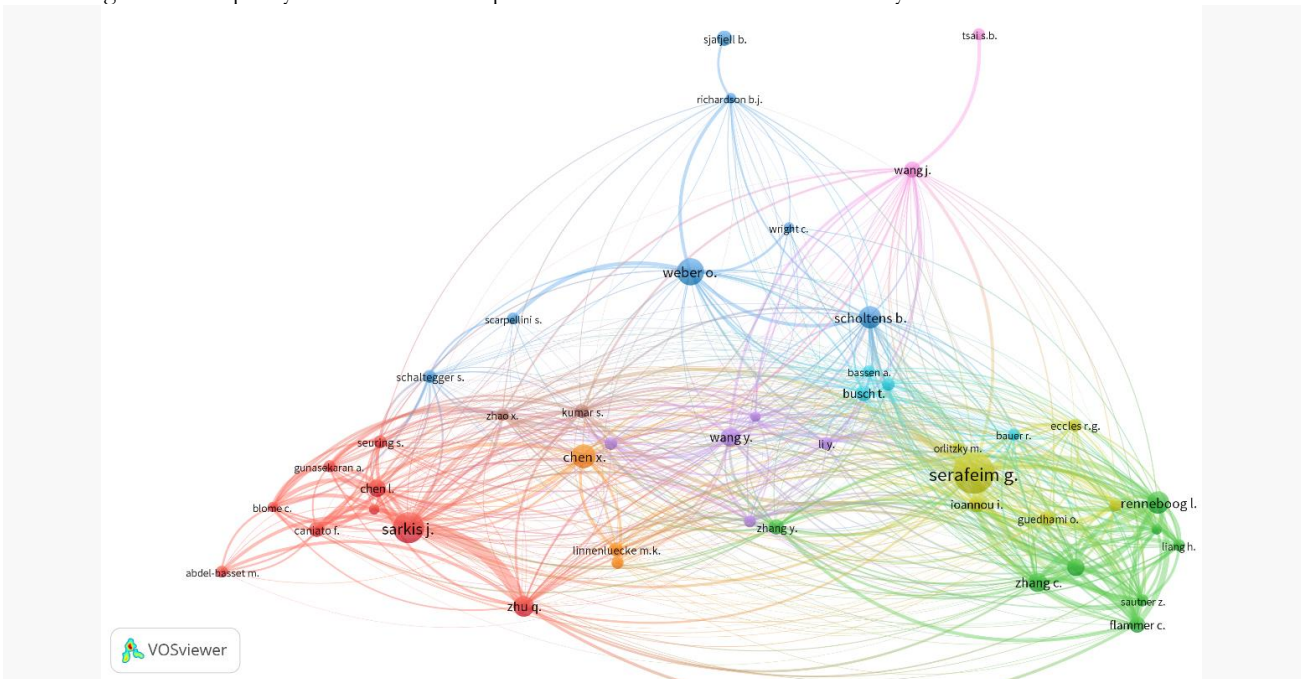 sjafjell b.
tsai s.b.
richardson b.j.
wang j.
wright c.
weber o.
scholtens b.
scarpellini s.
bassen a.
schaltegger s.
busch t.
zhao x.
kumar s.
eccles r.g.
wang y.
li y.
bauer r.
seuring s.
orlitzky m.
chen x.
gunasekaran a.
serafeim g.
chen l.
blome c.
ioannou i.
renneboog l.
guedhami o.
caniato f.
sarkis j.
zhang y.
liang h.
linnenluecke m.k.
abdel-basset m.
zhang c.
zhu q.
sautner z.
flammer c.
VOSviewer